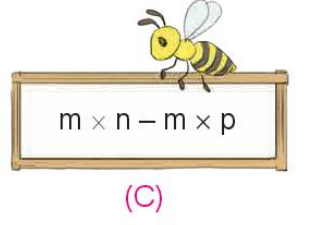 m × n – m × p
(C)